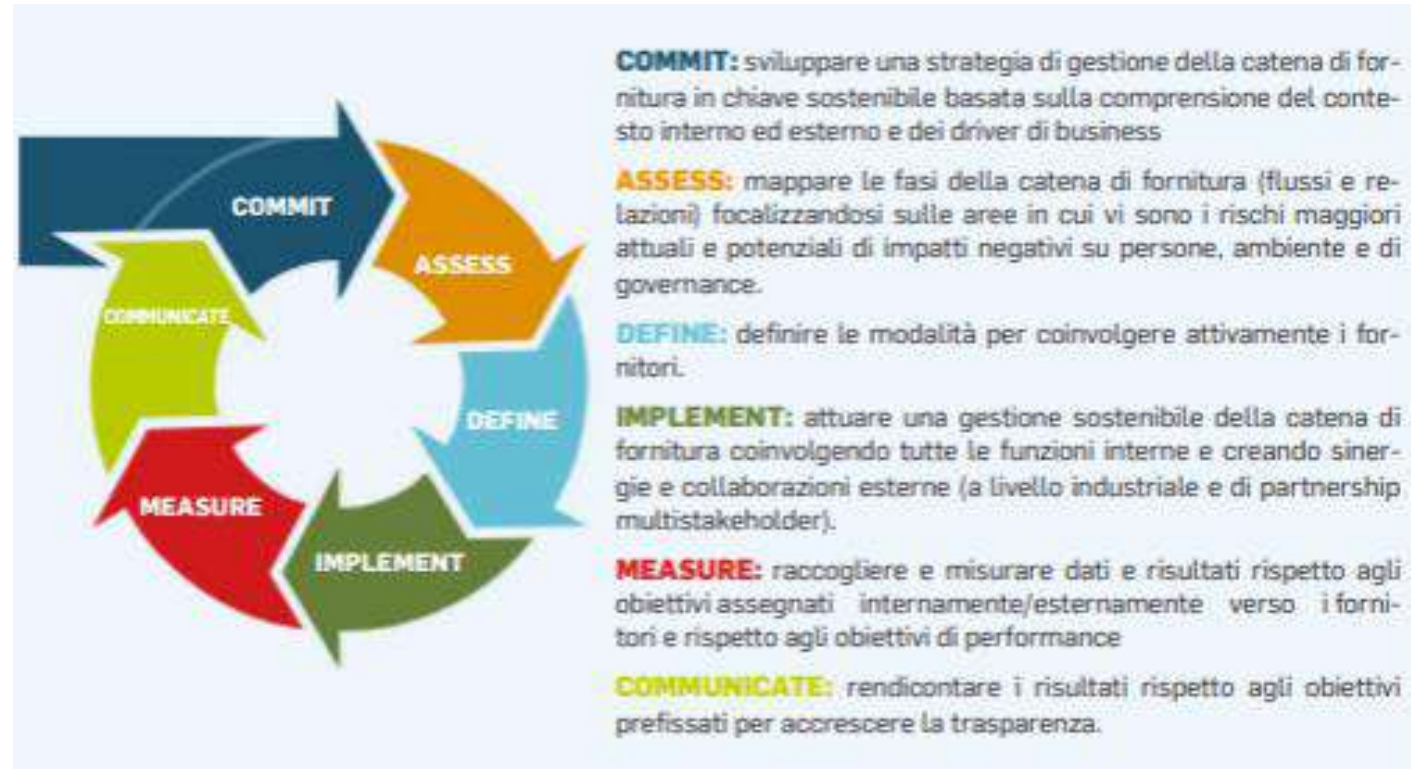 COMMIT
ASSESS
DEFINE
IMPLEMENT
MEASURE
COMMUNICATE
COMMIT: sviluppare una strategia di gestione della catena di for-
nitura in chiave sostenibile basata sulla comprensione del conte-
sto interno ed esterno e dei driver di business
ASSESS: mappare le fasi della catena di fornitura (flussi e re-
lazioni) focalizzandosi sulle aree in cui vi sono i rischi maggiori
attuali e potenziali di impatti negativi su persone, ambiente e di
governance.
DEFINE: definire le modalità per coinvolgere attivamente i for-
nitori.
IMPLEMENT: attuare una gestione sostenibile della catena di
fornitura coinvolgendo tutte le funzioni interne e creando siner-
gie e collaborazioni esterne (a livello industriale e di partnership
multistakeholder).
MEASURE: raccogliere e misurare dati e risultati rispetto agli
obiettivi assegnati internamente/esternamente verso i forni-
tori e rispetto agli obiettivi di performance
COMMUNICATE: rendicontare i risultati rispetto agli obiettivi
prefissati per accrescere la trasparenza.